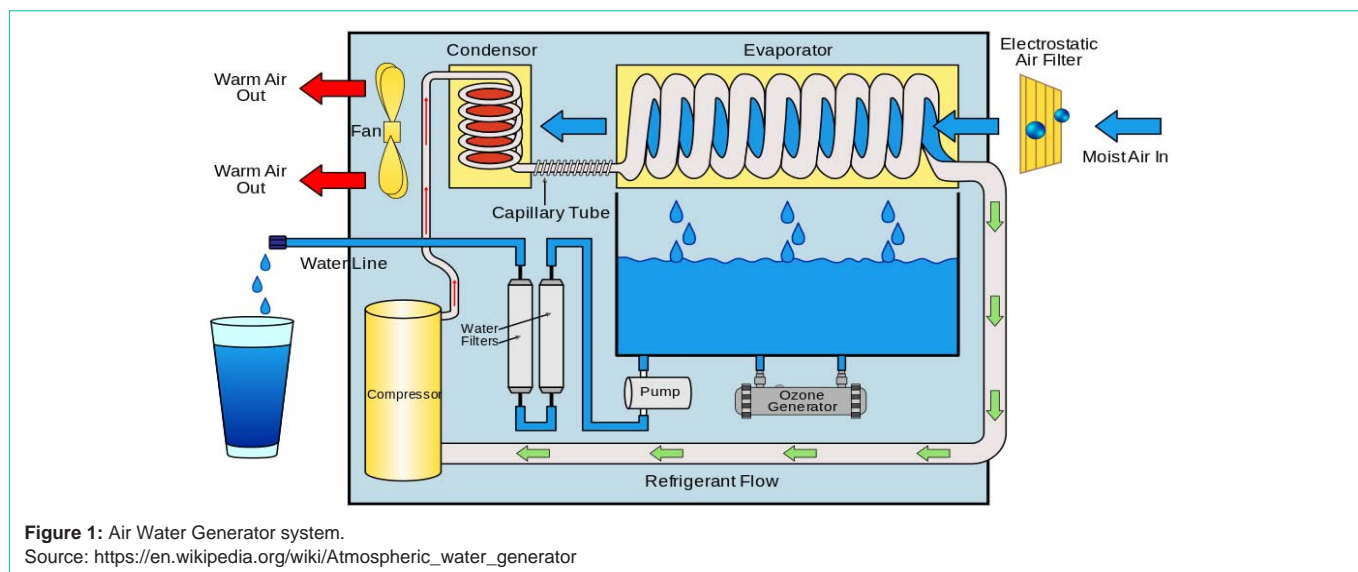 Condensor
Evaporator
Electrostatic
Air Filter
Warm Air
Out
Fan
Moist Air In
Warm Air
Out
Capillary Tube
Water Line
Water
Filters
Compressor
Pump
Ozone
Generator
Refrigerant Flow
Figure 1: Air Water Generator system.
Source: https://en.wikipedia.org/wiki/Atmospheric_water_generator